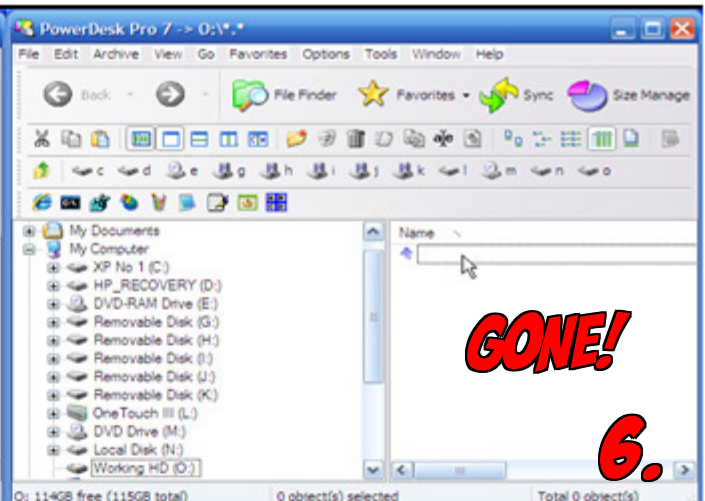 PowerDesk Pro 7 -> O:\*.*
File Edit Archive View Go Favorites Options Tools Window Help
Back File Finder Favorites Sync Size Manage
c d e g h i j k l m n o
My Documents
My Computer
XP No 1 (C:)
HP_RECOVERY (D:)
DVD-RAM Drive (E:)
Removable Disk (G:)
Removable Disk (H:)
Removable Disk (I:)
Removable Disk (J:)
Removable Disk (K:)
OneTouch III (L:)
DVD Drive (M:)
Local Disk (N:)
Working HD (O:)
Name
GONE!
6.
O: 114GB free (115GB total) 0 object(s) selected Total 0 object(s)